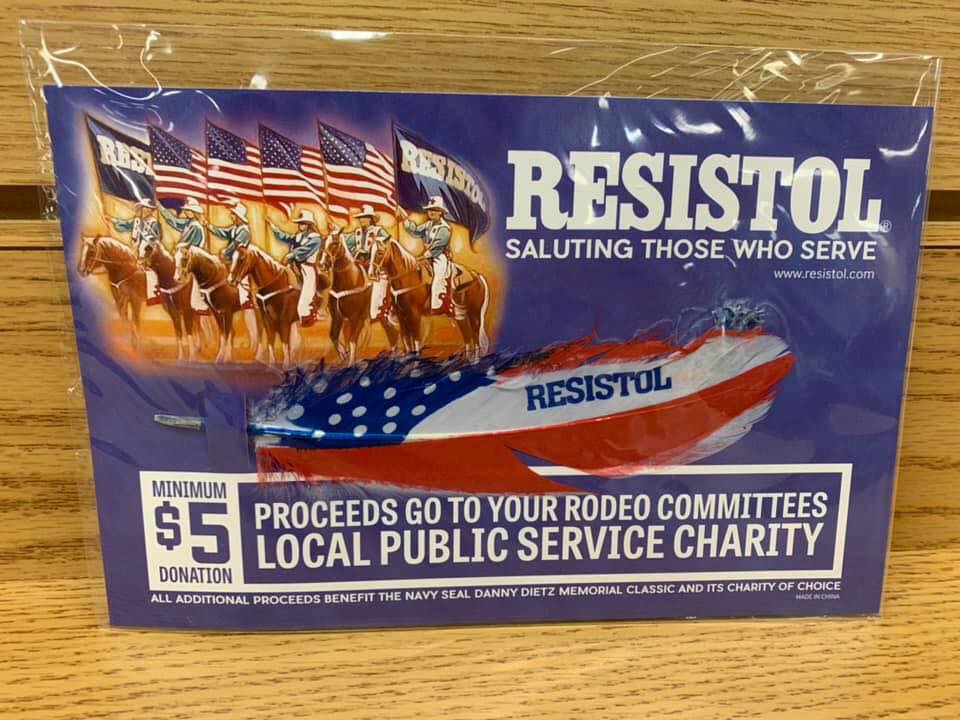 RESI
RESISTOL
RESISTOL®
SALUTING THOSE WHO SERVE
www.resistol.com
RESISTOL
MINIMUM
$5
DONATION
PROCEEDS GO TO YOUR RODEO COMMITTEES
LOCAL PUBLIC SERVICE CHARITY
ALL ADDITIONAL PROCEEDS BENEFIT THE NAVY SEAL DANNY DIETZ MEMORIAL CLASSIC AND ITS CHARITY OF CHOICE
MADE IN CHINA